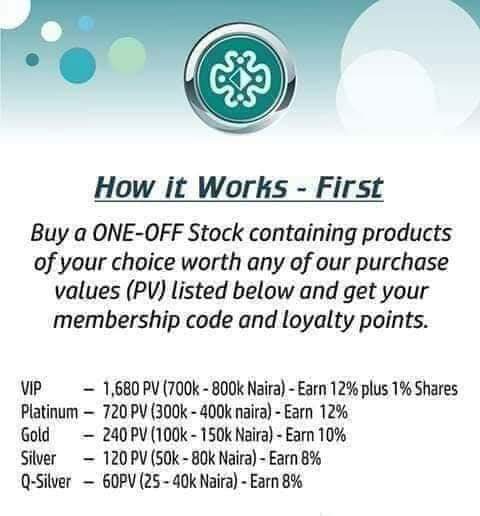 How it Works - First
Buy a ONE-OFF Stock containing products
of your choice worth any of our purchase
values (PV) listed below and get your
membership code and loyalty points.
VIP – 1,680 PV (700k - 800k Naira) - Earn 12% plus 1% Shares
Platinum – 720 PV (300k - 400k naira) - Earn 12%
Gold – 240 PV (100k - 150k Naira) - Earn 10%
Silver – 120 PV (50k - 80k Naira) - Earn 8%
Q-Silver – 60PV (25 - 40k Naira) - Earn 8%